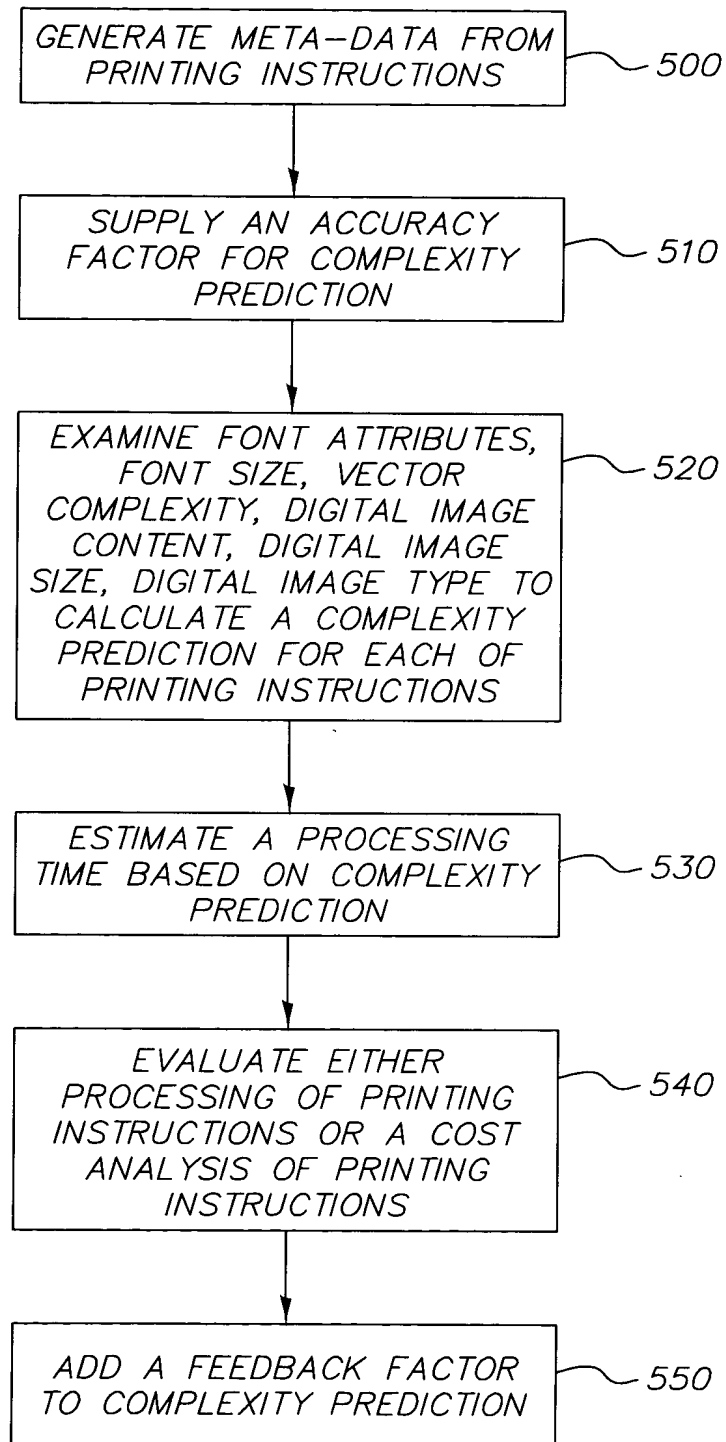 GENERATE META-DATA FROM
PRINTING INSTRUCTIONS
500
SUPPLY AN ACCURACY
FACTOR FOR COMPLEXITY
PREDICTION
510
EXAMINE FONT ATTRIBUTES,
FONT SIZE, VECTOR
COMPLEXITY, DIGITAL IMAGE
CONTENT, DIGITAL IMAGE
SIZE, DIGITAL IMAGE TYPE TO
CALCULATE A COMPLEXITY
PREDICTION FOR EACH OF
PRINTING INSTRUCTIONS
520
ESTIMATE A PROCESSING
TIME BASED ON COMPLEXITY
PREDICTION
530
EVALUATE EITHER
PROCESSING OF PRINTING
INSTRUCTIONS OR A COST
ANALYSIS OF PRINTING
INSTRUCTIONS
540
ADD A FEEDBACK FACTOR
TO COMPLEXITY PREDICTION
550